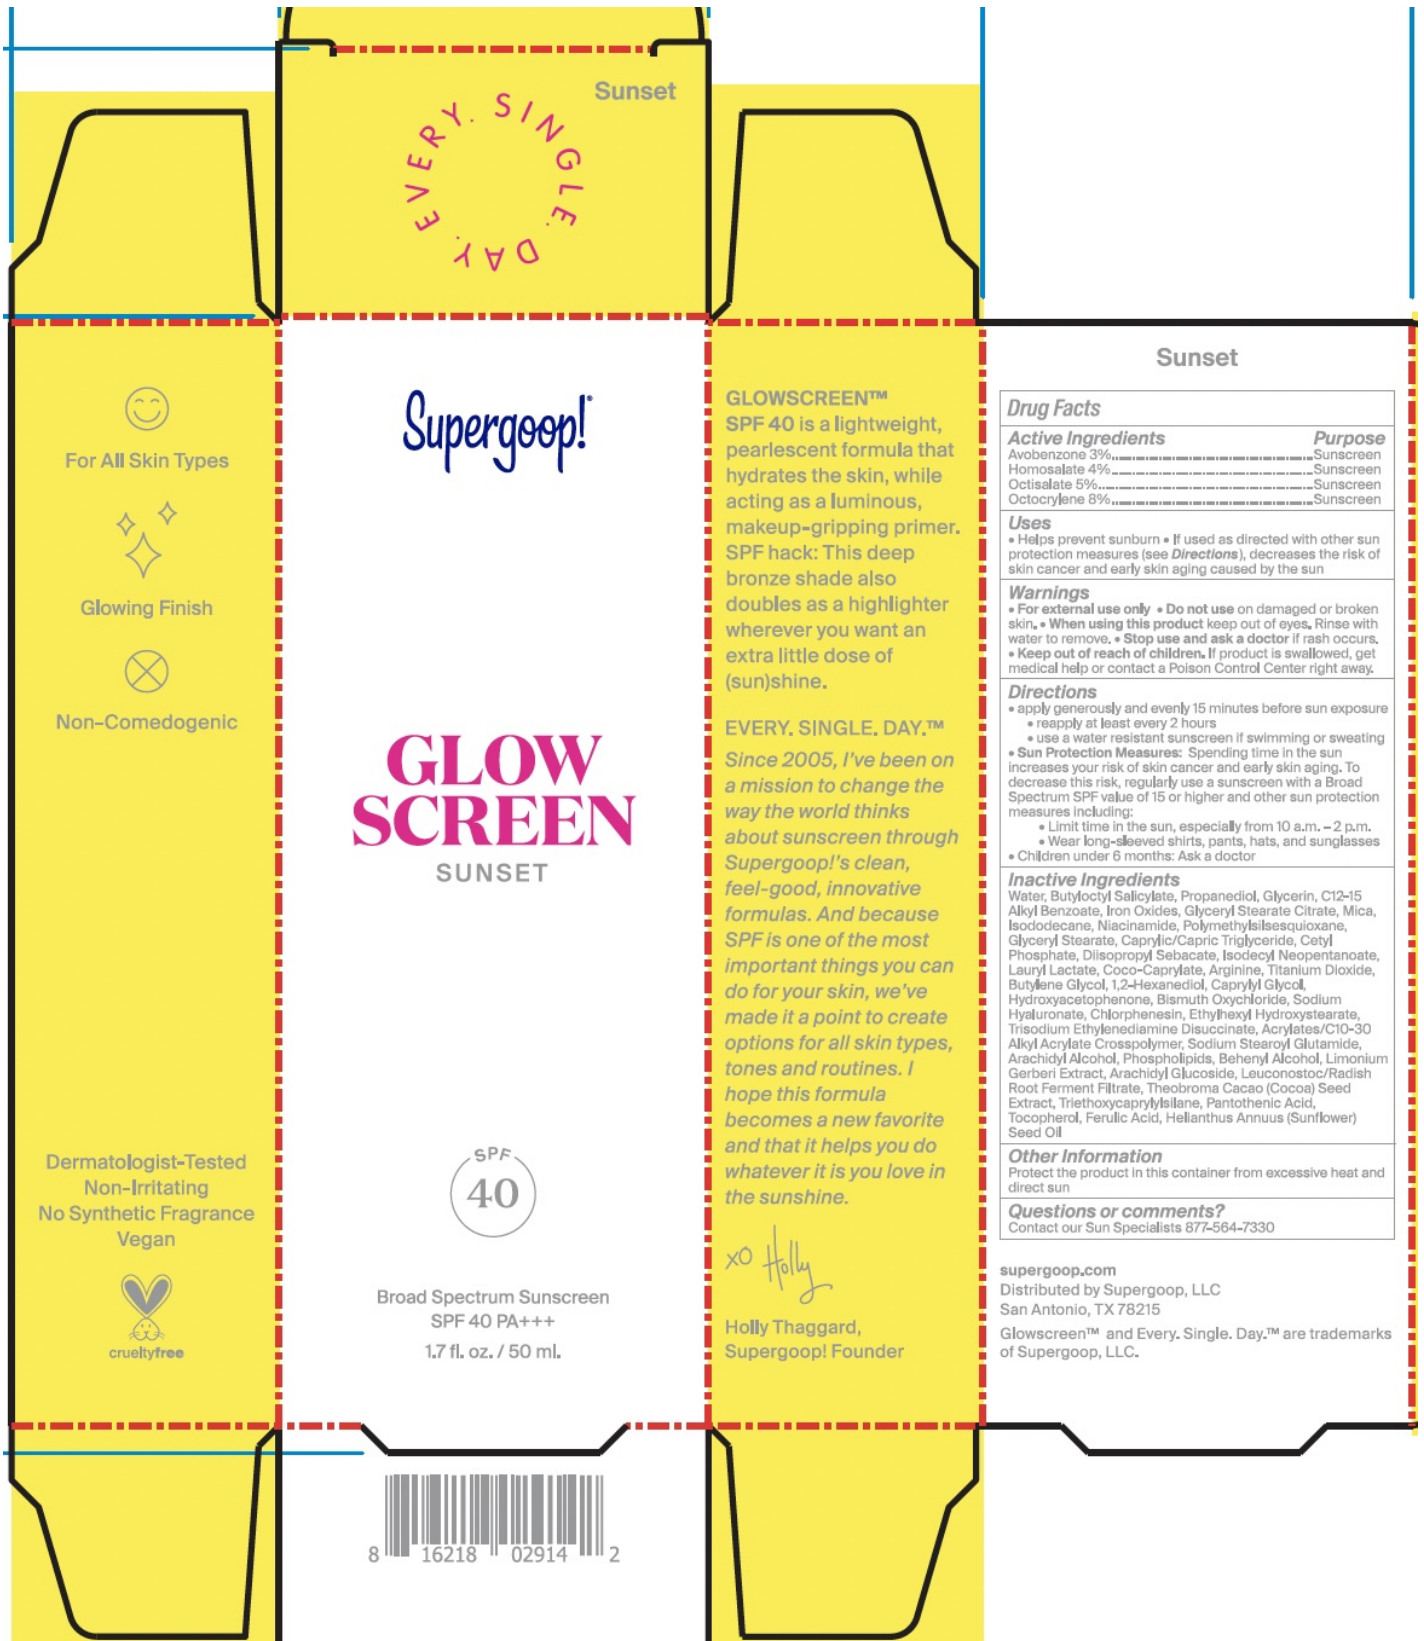 Sunset
EVERY. SINGLE. DAY.
For All Skin Types
Glowing Finish
Non-Comedogenic
Dermatologist-Tested
Non-Irritating
No Synthetic Fragrance
Vegan
crueltyfree
Supergoop!®
GLOW
SCREEN
SUNSET
SPF
40
Broad Spectrum Sunscreen
SPF 40 PA+++
1.7 fl. oz. / 50 ml.
8 16218 02914 2
GLOWSCREEN™
SPF 40 is a lightweight,
pearlescent formula that
hydrates the skin, while
acting as a luminous,
makeup-gripping primer.
SPF hack: This deep
bronze shade also
doubles as a highlighter
wherever you want an
extra little dose of
(sun)shine.
EVERY. SINGLE. DAY.™
Since 2005, I've been on
a mission to change the
way the world thinks
about sunscreen through
Supergoop!'s clean,
feel-good, innovative
formulas. And because
SPF is one of the most
important things you can
do for your skin, we've
made it a point to create
options for all skin types,
tones and routines. I
hope this formula
becomes a new favorite
and that it helps you do
whatever it is you love in
the sunshine.
xo Holly
Holly Thaggard,
Supergoop! Founder
Sunset
Drug Facts
Active Ingredients Purpose
Avobenzone 3%..........Sunscreen
Homosalate 4%..........Sunscreen
Octisalate 5%..........Sunscreen
Octocrylene 8%..........Sunscreen
Uses
• Helps prevent sunburn • If used as directed with other sun
protection measures (see Directions), decreases the risk of
skin cancer and early skin aging caused by the sun
Warnings
• For external use only • Do not use on damaged or broken
skin. • When using this product keep out of eyes. Rinse with
water to remove. • Stop use and ask a doctor if rash occurs.
• Keep out of reach of children. If product is swallowed, get
medical help or contact a Poison Control Center right away.
Directions
• apply generously and evenly 15 minutes before sun exposure
• reapply at least every 2 hours
• use a water resistant sunscreen if swimming or sweating
• Sun Protection Measures: Spending time in the sun
increases your risk of skin cancer and early skin aging. To
decrease this risk, regularly use a sunscreen with a Broad
Spectrum SPF value of 15 or higher and other sun protection
measures including:
• Limit time in the sun, especially from 10 a.m. – 2 p.m.
• Wear long-sleeved shirts, pants, hats, and sunglasses
• Children under 6 months: Ask a doctor
Inactive Ingredients
Water, Butyloctyl Salicylate, Propanediol, Glycerin, C12-15
Alkyl Benzoate, Iron Oxides, Glyceryl Stearate Citrate, Mica,
Isododecane, Niacinamide, Polymethylsilsesquioxane,
Glyceryl Stearate, Caprylic/Capric Triglyceride, Cetyl
Phosphate, Diisopropyl Sebacate, Isodecyl Neopentanoate,
Lauryl Lactate, Coco-Caprylate, Arginine, Titanium Dioxide,
Butylene Glycol, 1,2-Hexanediol, Caprylyl Glycol,
Hydroxyacetophenone, Bismuth Oxychloride, Sodium
Hyaluronate, Chlorphenesin, Ethylhexyl Hydroxystearate,
Trisodium Ethylenediamine Disuccinate, Acrylates/C10-30
Alkyl Acrylate Crosspolymer, Sodium Stearoyl Glutamide,
Arachidyl Alcohol, Phospholipids, Behenyl Alcohol, Limonium
Gerberi Extract, Arachidyl Glucoside, Leuconostoc/Radish
Root Ferment Filtrate, Theobroma Cacao (Cocoa) Seed
Extract, Triethoxycaprylylsilane, Pantothenic Acid,
Tocopherol, Ferulic Acid, Helianthus Annuus (Sunflower)
Seed Oil
Other Information
Protect the product in this container from excessive heat and
direct sun
Questions or comments?
Contact our Sun Specialists 877-564-7330
supergoop.com
Distributed by Supergoop, LLC
San Antonio, TX 78215
Glowscreen™ and Every. Single. Day.™ are trademarks
of Supergoop, LLC.